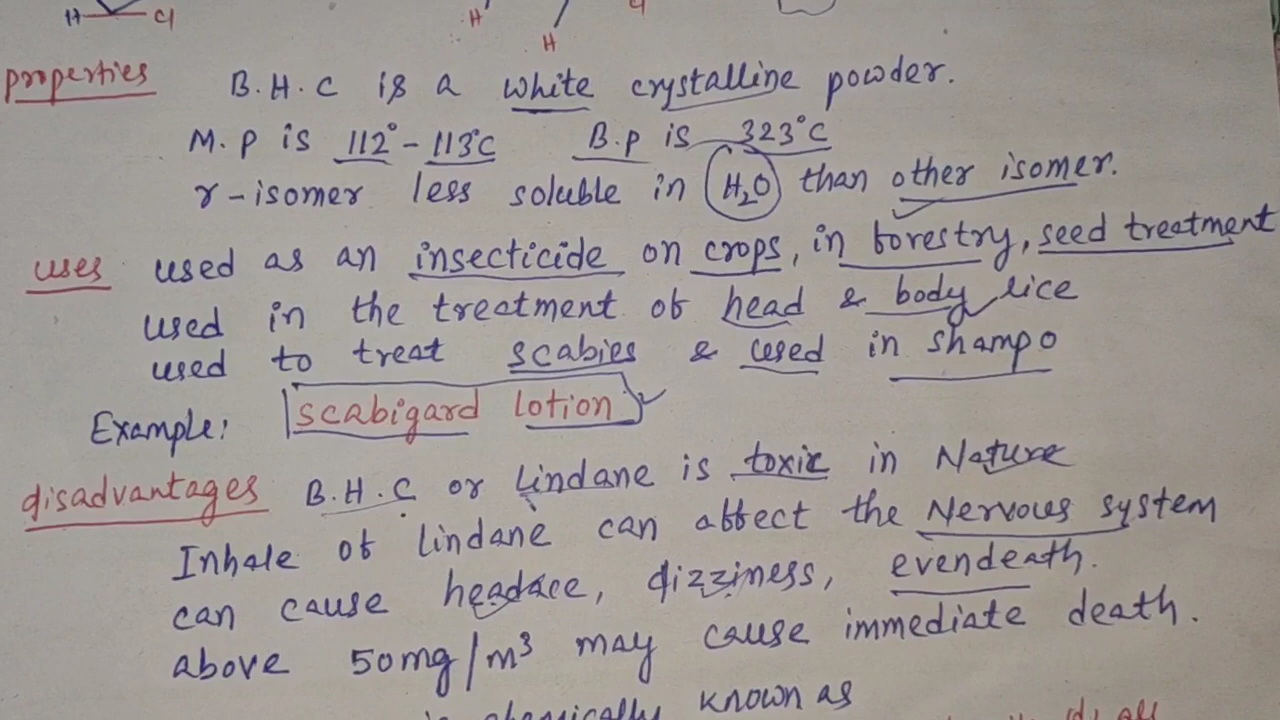 H Cl H H Cl
properties B.H.C is a white crystalline powder.
M.p is 112° - 113°C B.p is 323°C
γ-isomer less soluble in H₂O than other isomer.
uses used as an insecticide on crops, in forestry, seed treatment
used in the treatment of head & body lice
used to treat scabies & used in shampo
Example: scabigard lotion
disadvantages B.H.C or Lindane is toxic in Nature
Inhale of lindane can affect the Nervous system
can cause headace, dizziness, evendeath.
above 50mg/m³ may cause immediate death.
is chemically known as